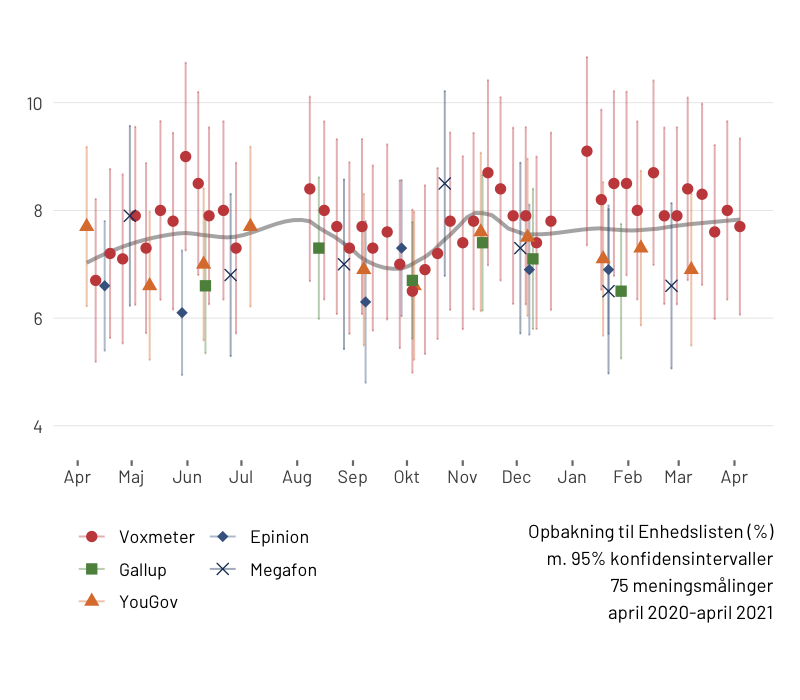 10
8
6
4
Apr Maj Jun Jul Aug Sep Okt Nov Dec Jan Feb Mar Apr
Voxmeter Epinion
Gallup Megafon
YouGov
Opbakning til Enhedslisten (%)
m. 95% konfidensintervaller
75 meningsmålinger
april 2020-april 2021